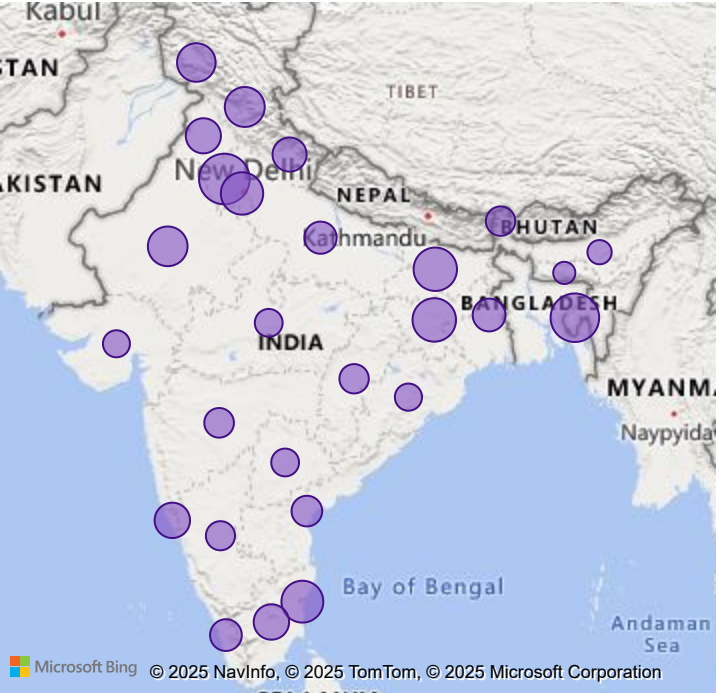 Kabul
STAN
TIBET
AKISTAN
New Delhi
NEPAL
BHUTAN
Kathmandu
BANGLADESH
INDIA
MYANMA
Naypyida
Bay of Bengal
Andaman
Sea
Microsoft Bing
© 2025 NavInfo, © 2025 TomTom, © 2025 Microsoft Corporation